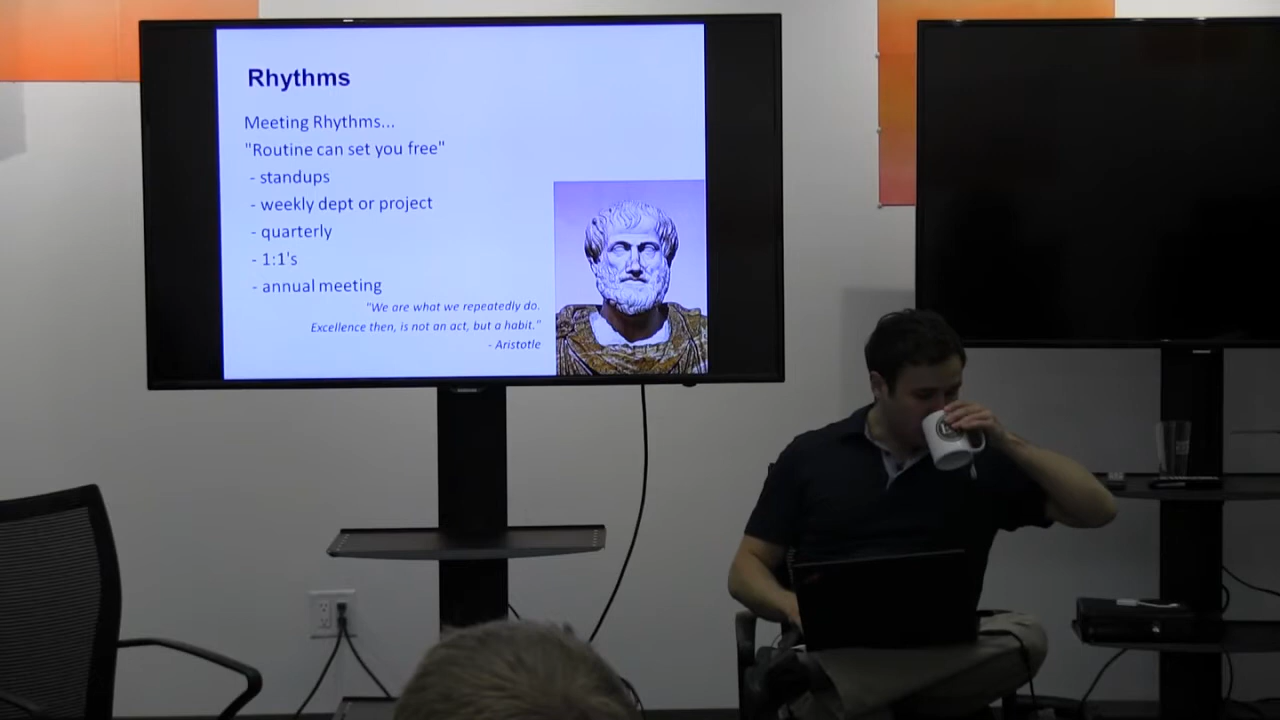 Rhythms
Meeting Rhythms...
"Routine can set you free"
- standups
- weekly dept or project
- quarterly
- 1:1's
- annual meeting
"We are what we repeatedly do.
Excellence then, is not an act, but a habit."
- Aristotle